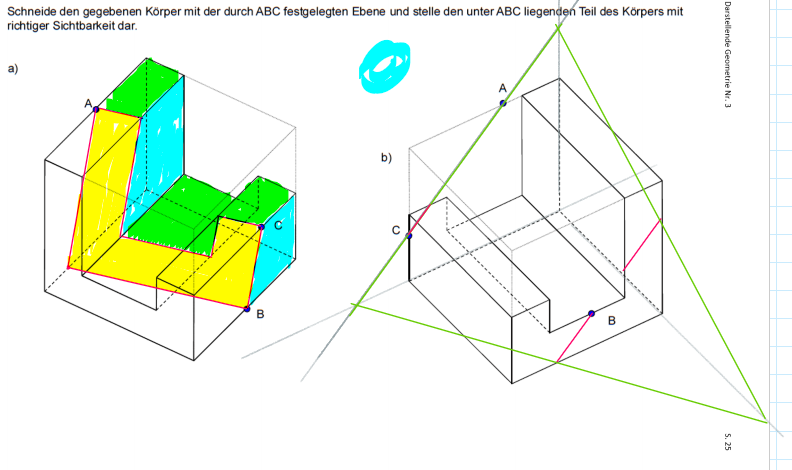 Schneide den gegebenen Körper mit der durch ABC festgelegten Ebene und stelle den unter ABC liegenden Teil des Körpers mit
richtiger Sichtbarkeit dar.
a)
A
C
B
b)
A
C
B
Darstellende Geometrie Nr. 3
S. 25